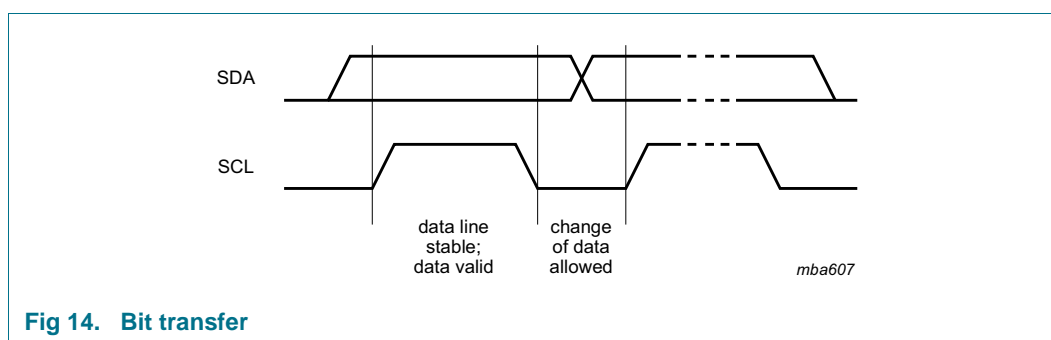 SDA
SCL
data line
stable;
data valid
change
of data
allowed
mba607
Fig 14. Bit transfer